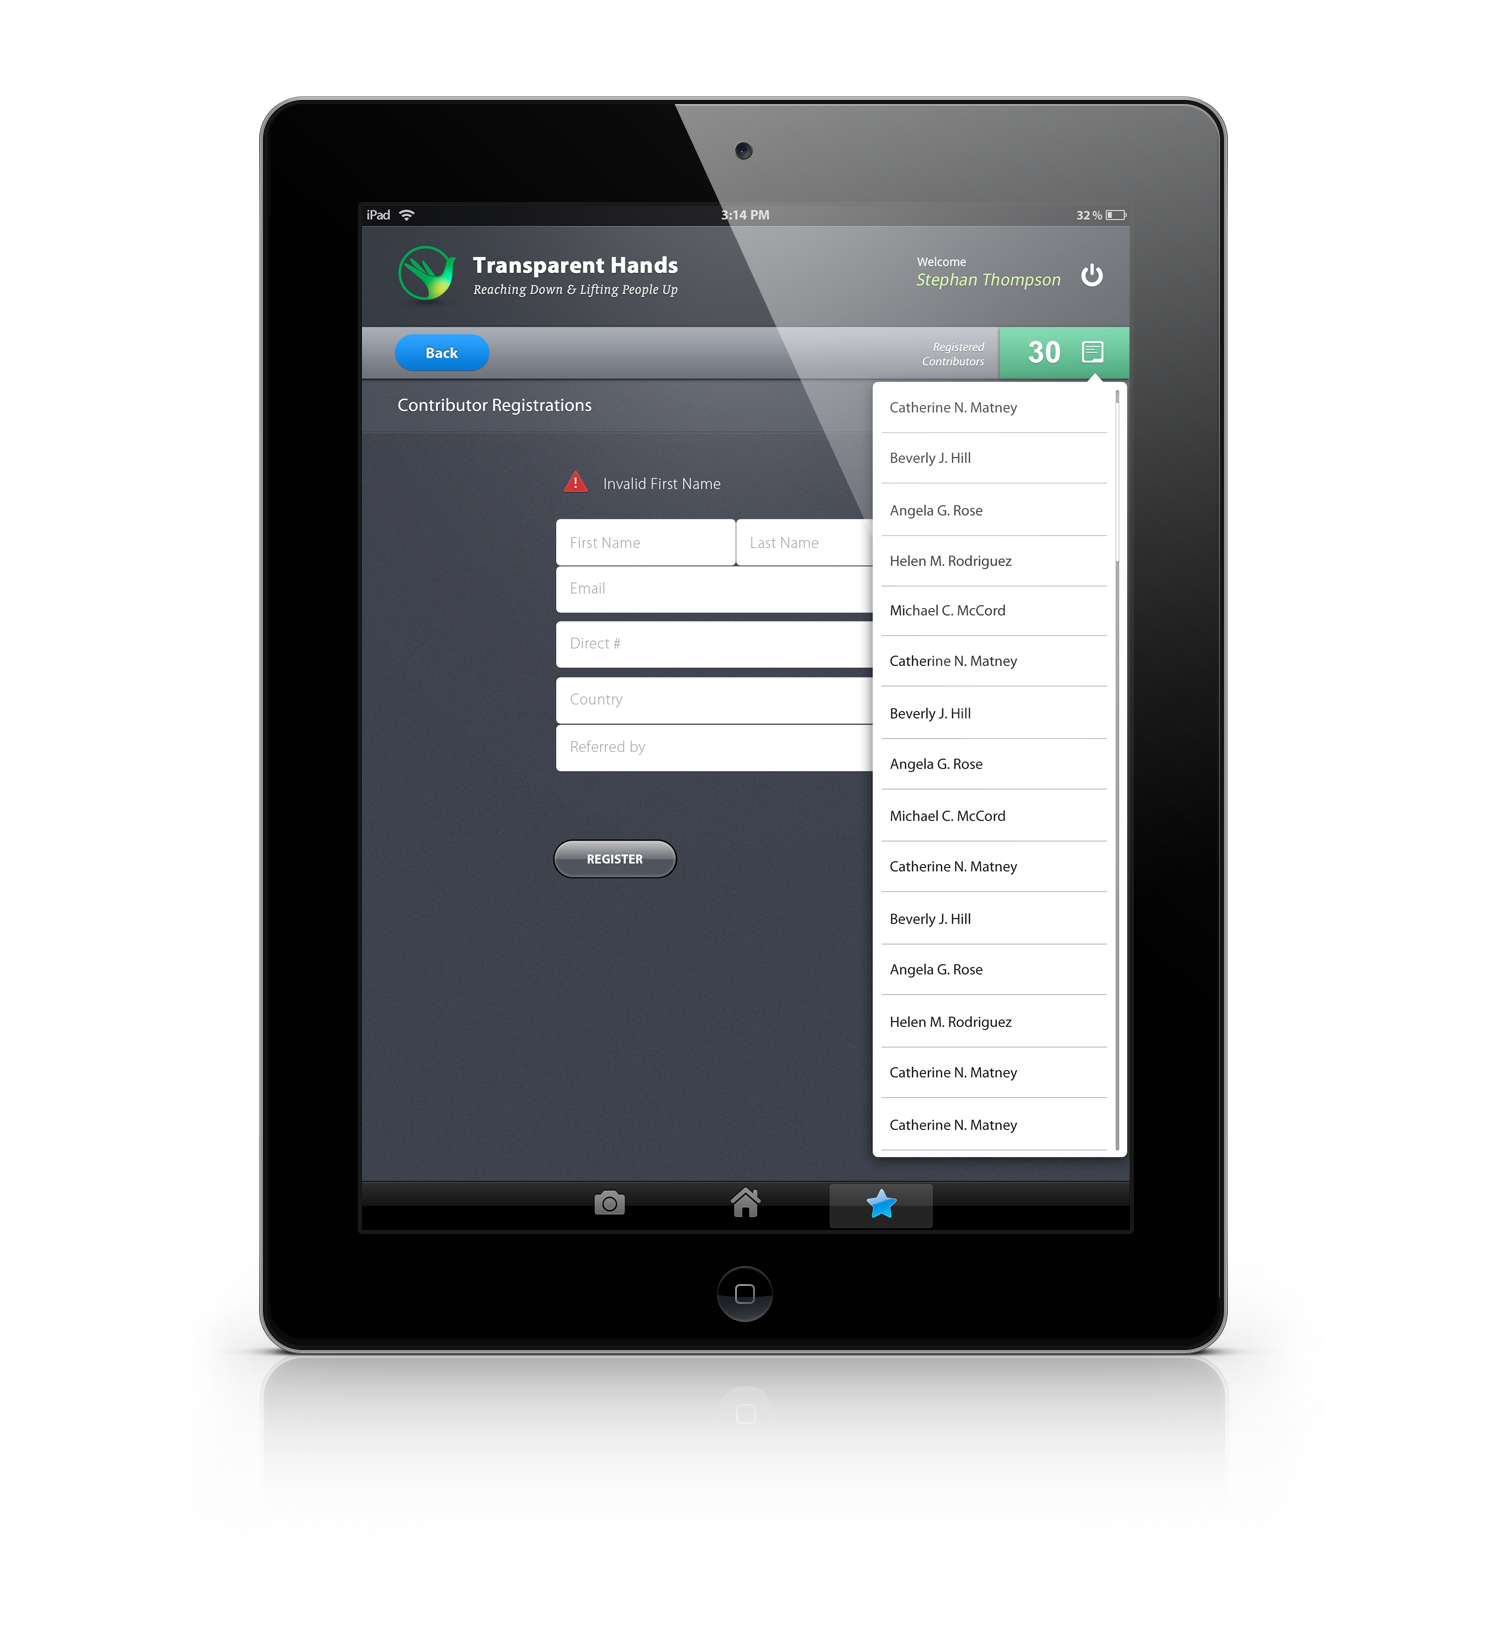 iPad
3:14 PM
32 %
Transparent Hands
Reaching Down & Lifting People Up
Welcome
Stephan Thompson
Back
Registered
Contributors
30
Contributor Registrations
Invalid First Name
First Name
Last Name
Email
Direct #
Country
Referred by
REGISTER
Catherine N. Matney
Beverly J. Hill
Angela G. Rose
Helen M. Rodriguez
Michael C. McCord
Catherine N. Matney
Beverly J. Hill
Angela G. Rose
Michael C. McCord
Catherine N. Matney
Beverly J. Hill
Angela G. Rose
Helen M. Rodriguez
Catherine N. Matney
Catherine N. Matney